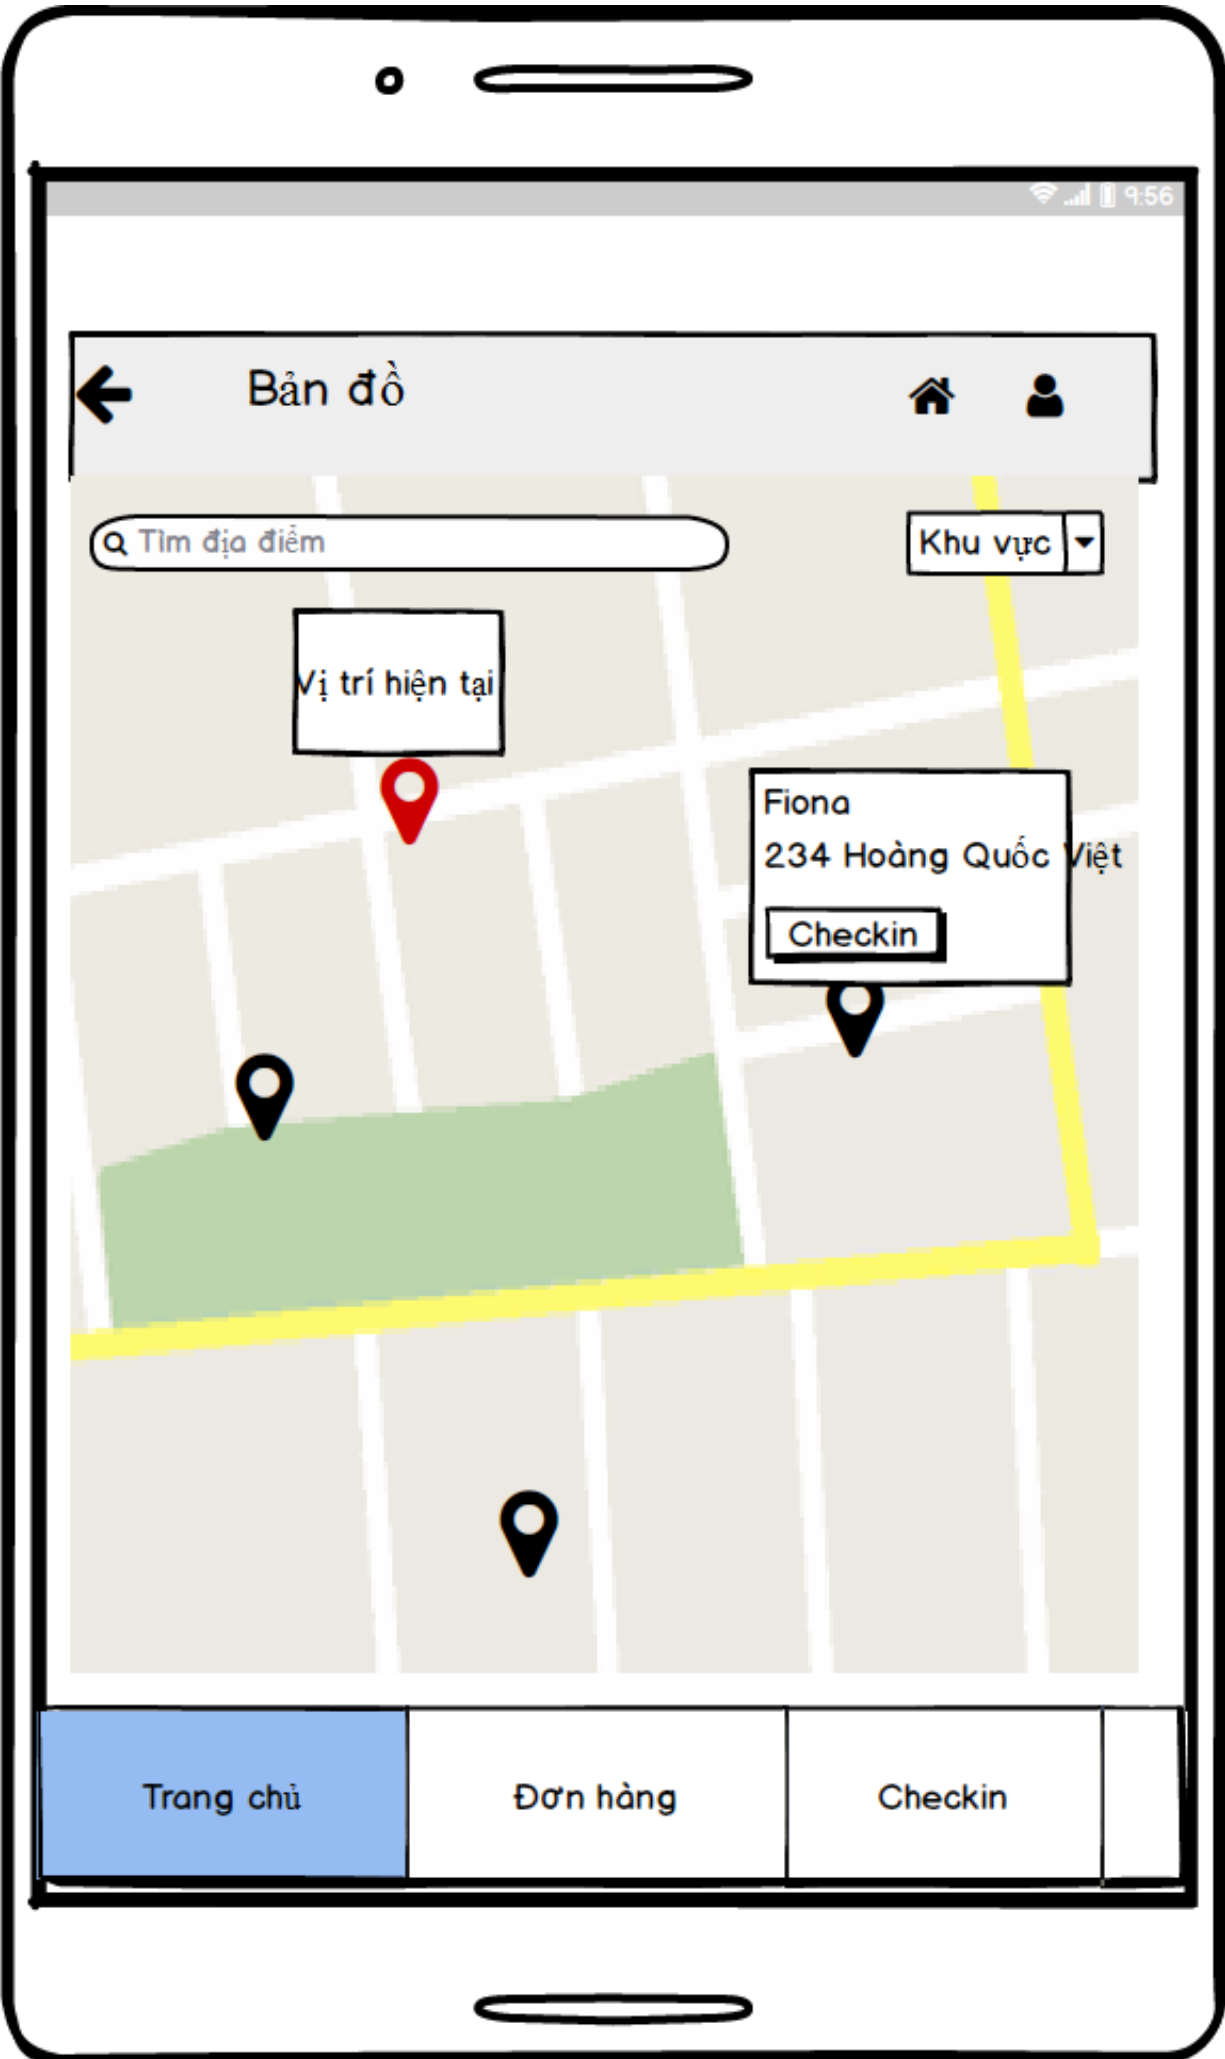 9:56
Bản đồ
Tìm địa điểm
Khu vực
Vị trí hiện tại
Fiona
234 Hoàng Quốc Việt
Checkin
Trang chủ
Đơn hàng
Checkin